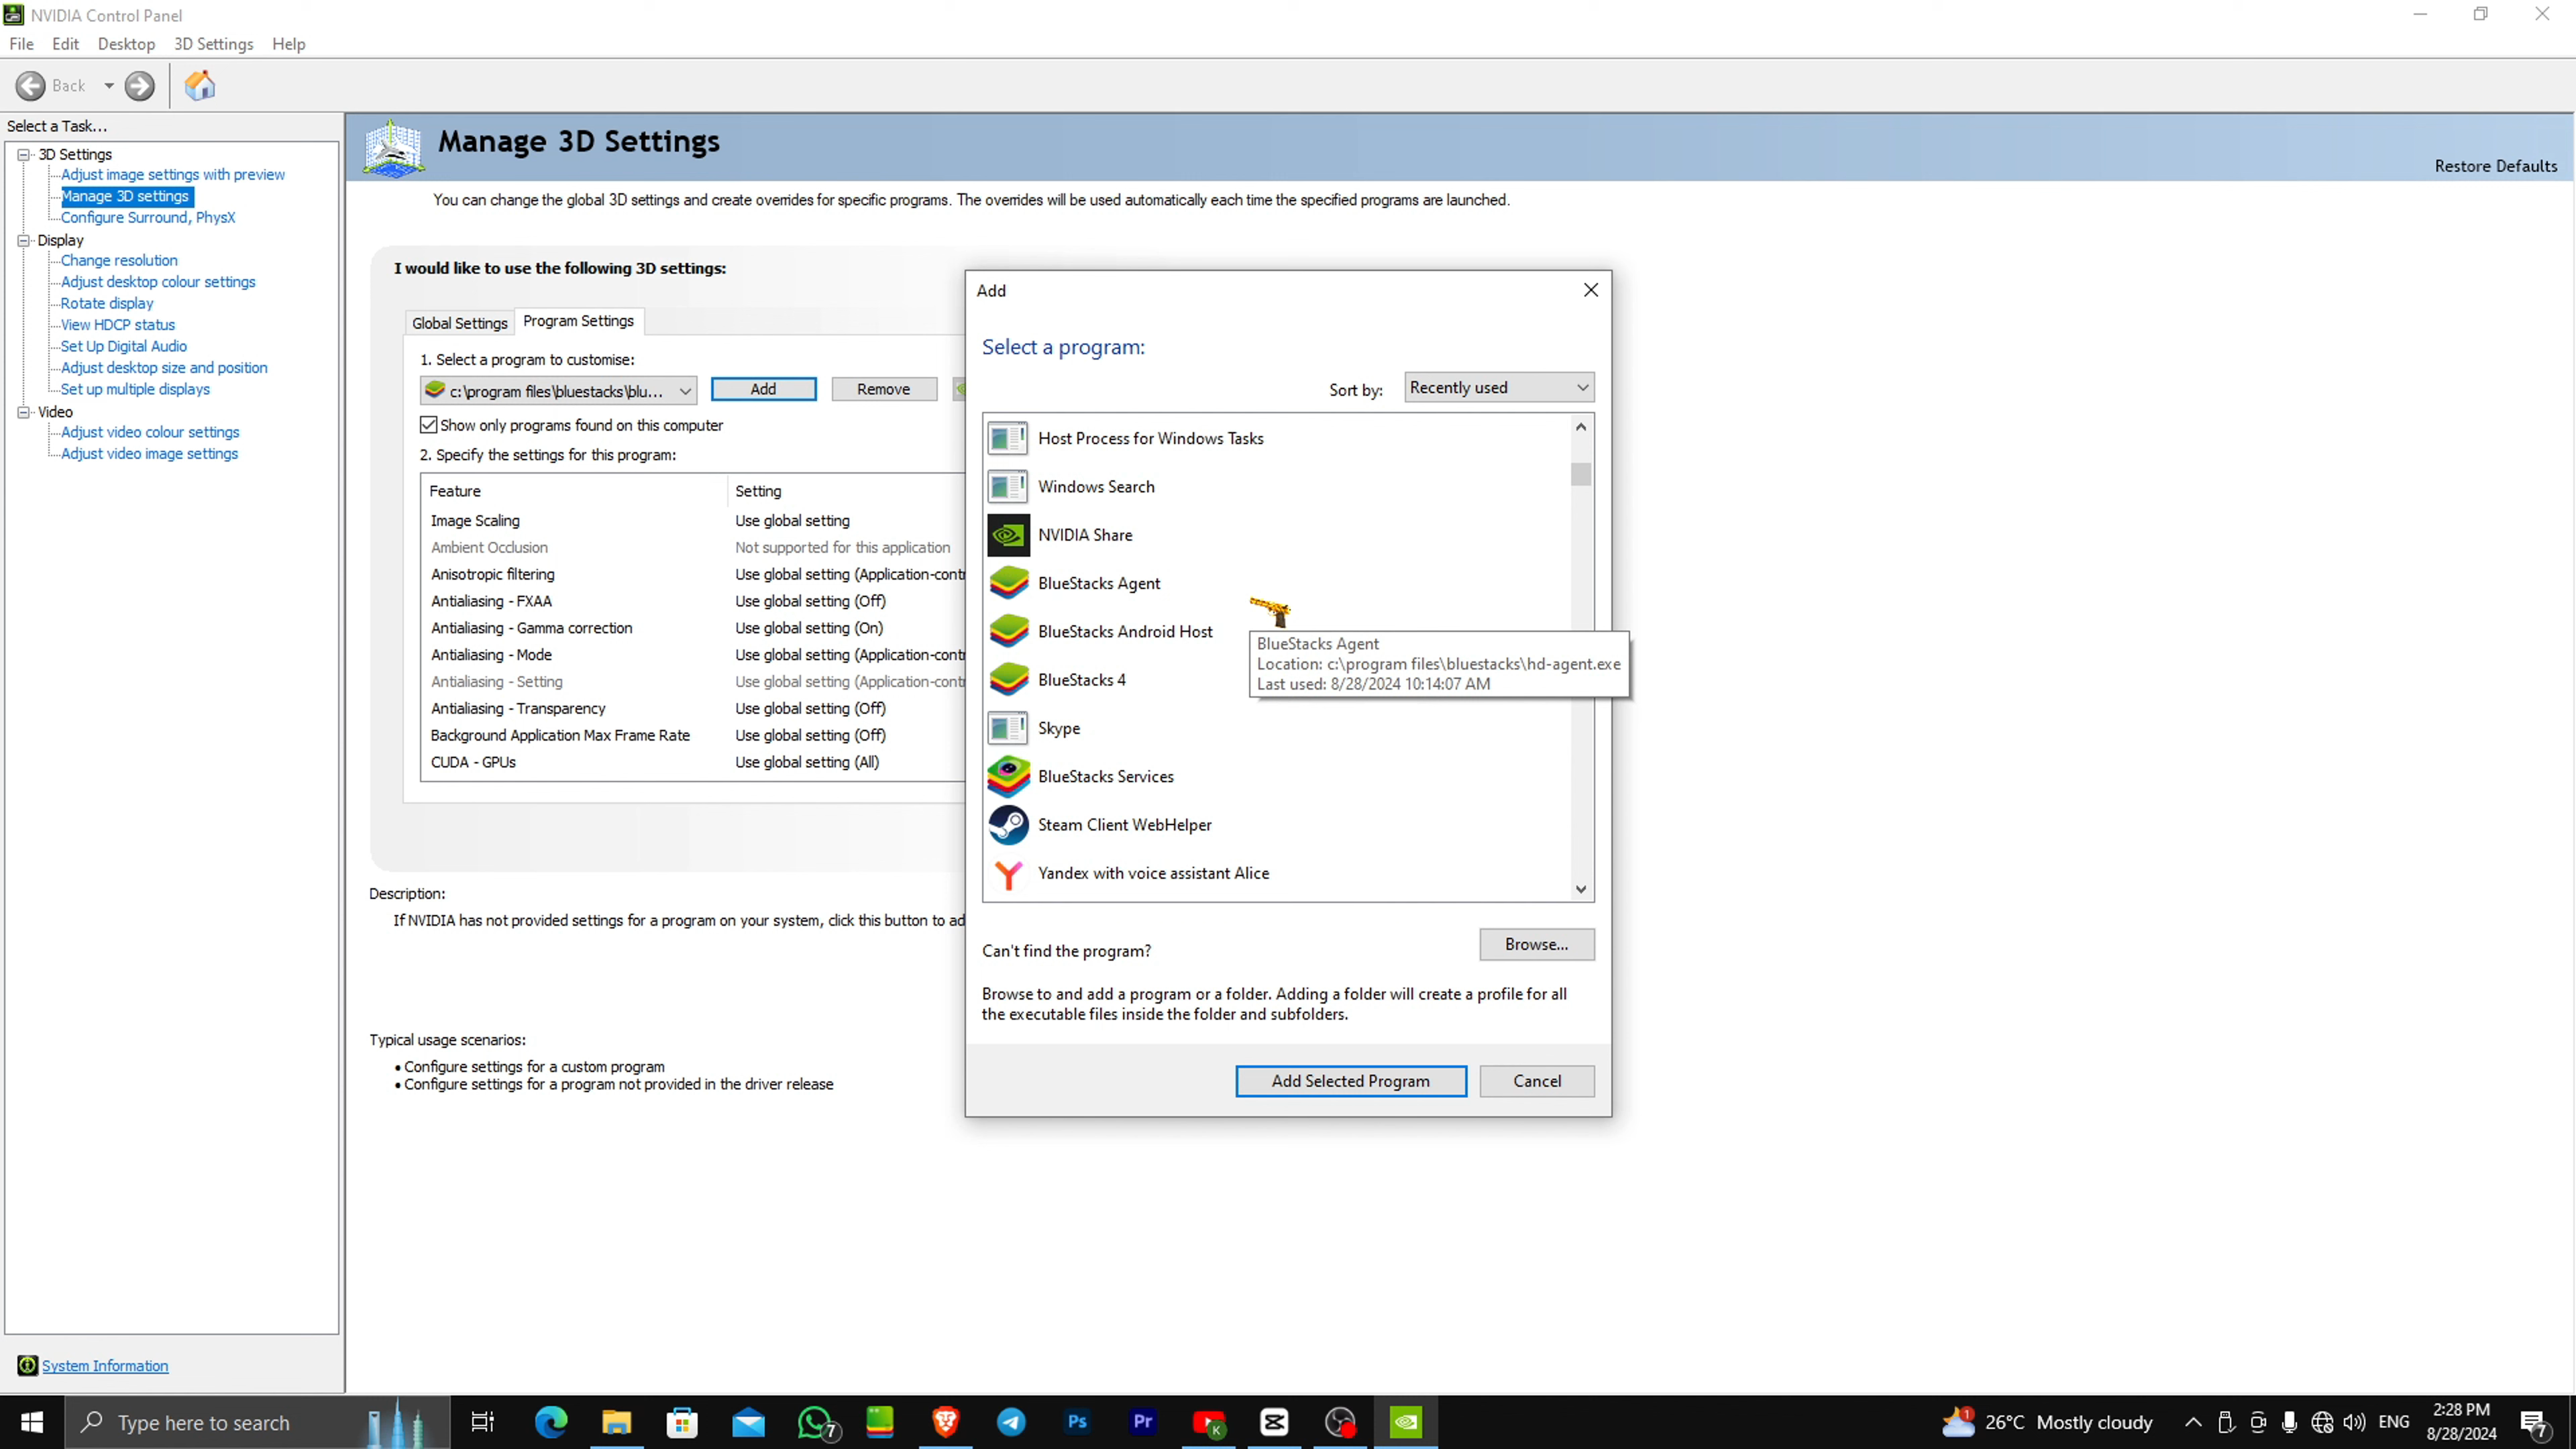 NVIDIA Control Panel
File Edit Desktop 3D Settings Help
Back
Select a Task...
3D Settings
Adjust image settings with preview
Manage 3D settings
Configure Surround, PhysX
Display
Change resolution
Adjust desktop colour settings
Rotate display
View HDCP status
Set Up Digital Audio
Adjust desktop size and position
Set up multiple displays
Video
Adjust video colour settings
Adjust video image settings
System Information
Manage 3D Settings
Restore Defaults
You can change the global 3D settings and create overrides for specific programs. The overrides will be used automatically each time the specified programs are launched.
I would like to use the following 3D settings:
Global Settings Program Settings
1. Select a program to customise:
c:\program files\bluestacks\blu... Add Remove
Show only programs found on this computer
2. Specify the settings for this program:
Feature Setting
Image Scaling Use global setting
Ambient Occlusion Not supported for this application
Anisotropic filtering Use global setting (Application-contr
Antialiasing - FXAA Use global setting (Off)
Antialiasing - Gamma correction Use global setting (On)
Antialiasing - Mode Use global setting (Application-contr
Antialiasing - Setting Use global setting (Application-contr
Antialiasing - Transparency Use global setting (Off)
Background Application Max Frame Rate Use global setting (Off)
CUDA - GPUs Use global setting (All)
Description:
If NVIDIA has not provided settings for a program on your system, click this button to ad
Typical usage scenarios:
• Configure settings for a custom program
• Configure settings for a program not provided in the driver release
Add
Select a program:
Sort by: Recently used
Host Process for Windows Tasks
Windows Search
NVIDIA Share
BlueStacks Agent
BlueStacks Android Host
BlueStacks 4
Skype
BlueStacks Services
Steam Client WebHelper
Yandex with voice assistant Alice
BlueStacks Agent
Location: c:\program files\bluestacks\hd-agent.exe
Last used: 8/28/2024 10:14:07 AM
Can't find the program? Browse...
Browse to and add a program or a folder. Adding a folder will create a profile for all
the executable files inside the folder and subfolders.
Add Selected Program Cancel
Type here to search
7
Ps
Pr
K
1
26°C Mostly cloudy
ENG
2:28 PM
8/28/2024
7